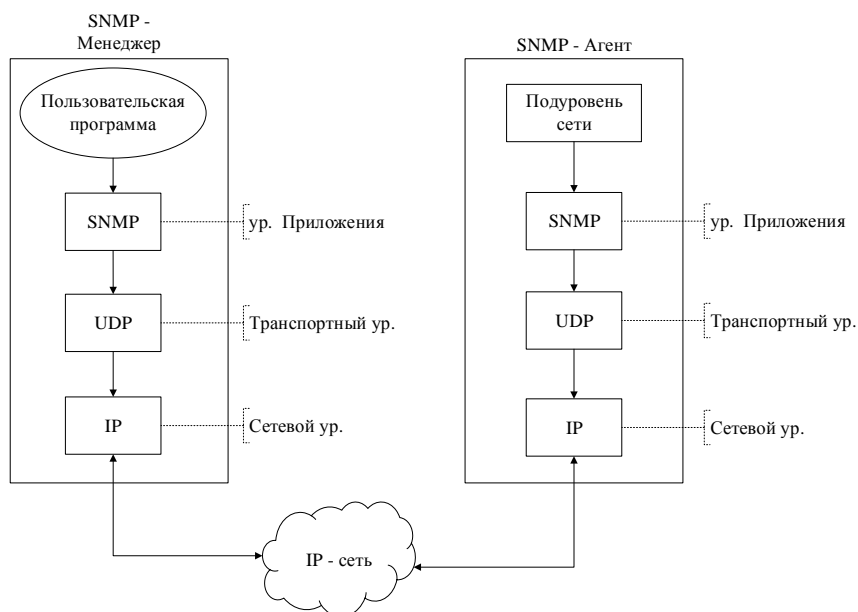 SNMP -
Менеджер
Пользовательская
программа
SNMP
ур. Приложения
UDP
Транспортный ур.
IP
Сетевой ур.
SNMP - Агент
Подуровень
сети
SNMP
ур. Приложения
UDP
Транспортный ур.
IP
Сетевой ур.
IP - сеть